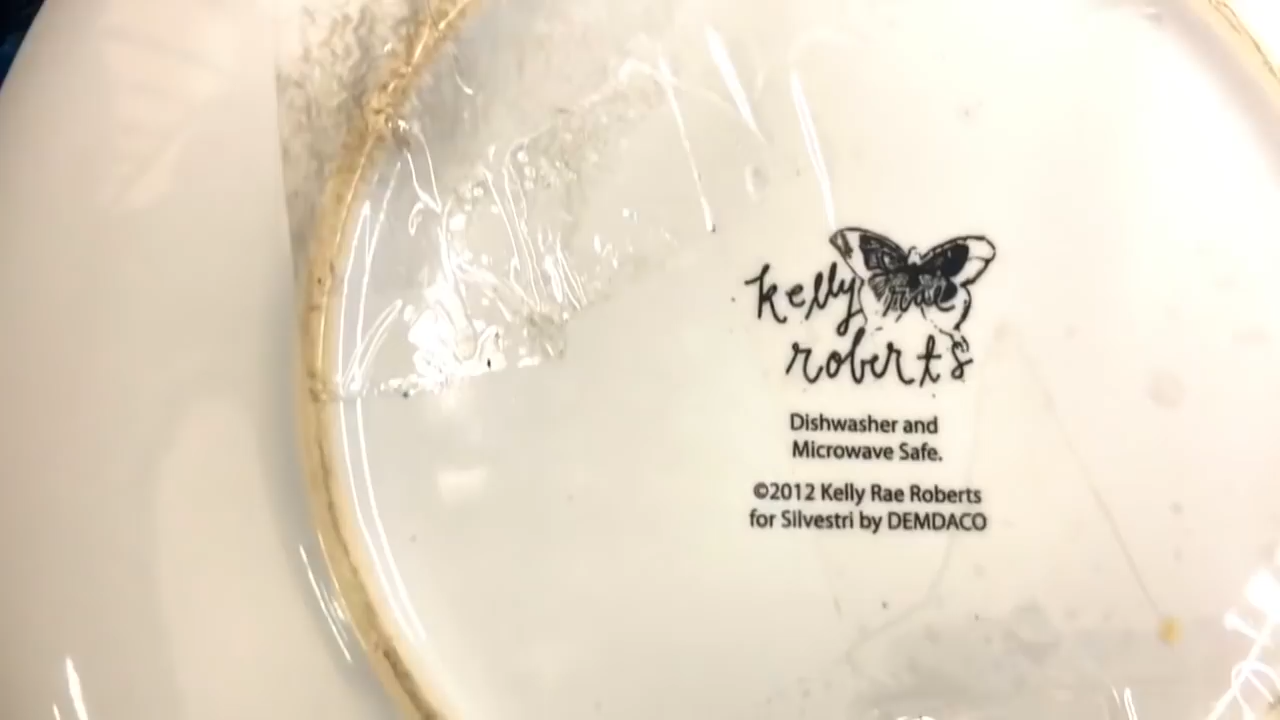 kelly rae
roberts
Dishwasher and
Microwave Safe.
©2012 Kelly Rae Roberts
for Silvestri by DEMDACO